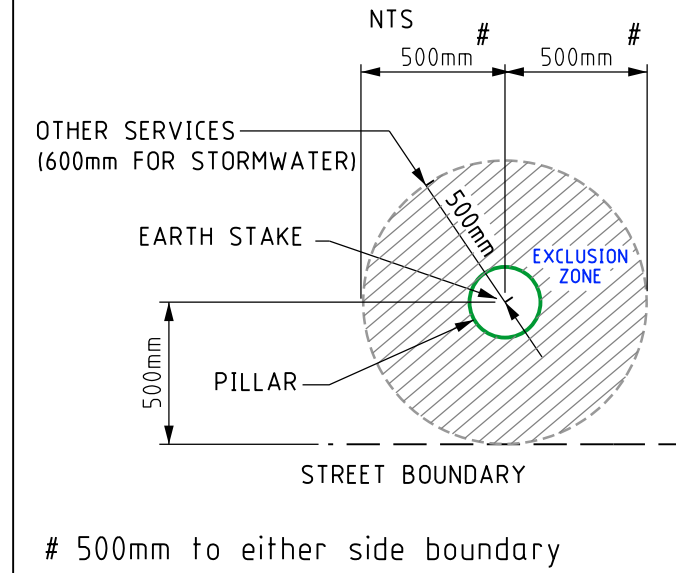 NTS
# #
500mm 500mm
OTHER SERVICES
(600mm FOR STORMWATER)
500mm
EARTH STAKE
EXCLUSION
ZONE
500mm
PILLAR
STREET BOUNDARY
# 500mm to either side boundary